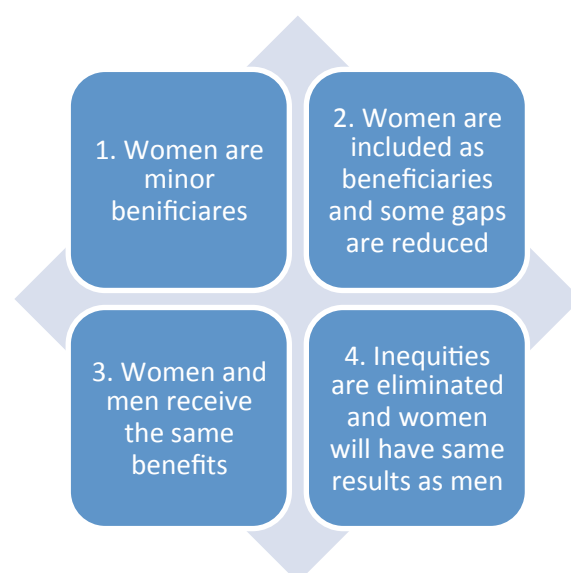 1. Women are
minor
benificiares
2. Women are
included as
beneficiaries
and some gaps
are reduced
3. Women and
men receive
the same
benefits
4. Inequities
are eliminated
and women
will have same
results as men